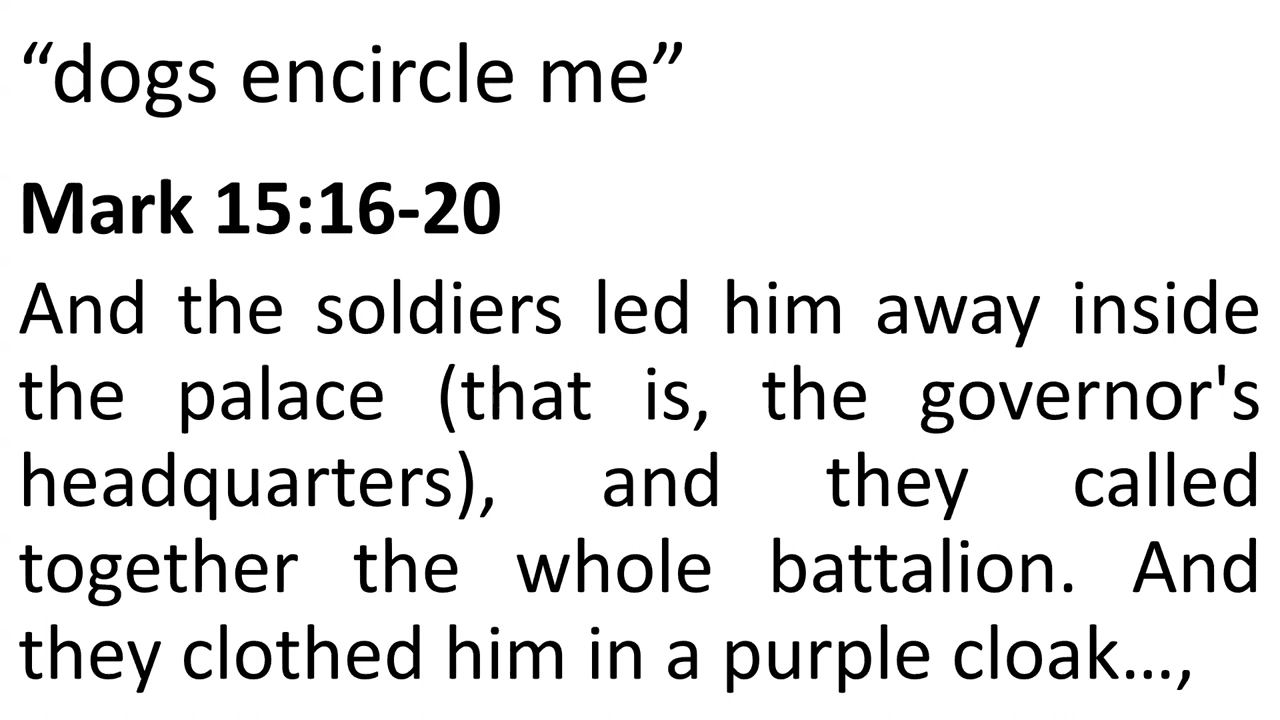 “dogs encircle me”
Mark 15:16-20
And the soldiers led him away inside
the palace (that is, the governor's
headquarters), and they called
together the whole battalion. And
they clothed him in a purple cloak…,